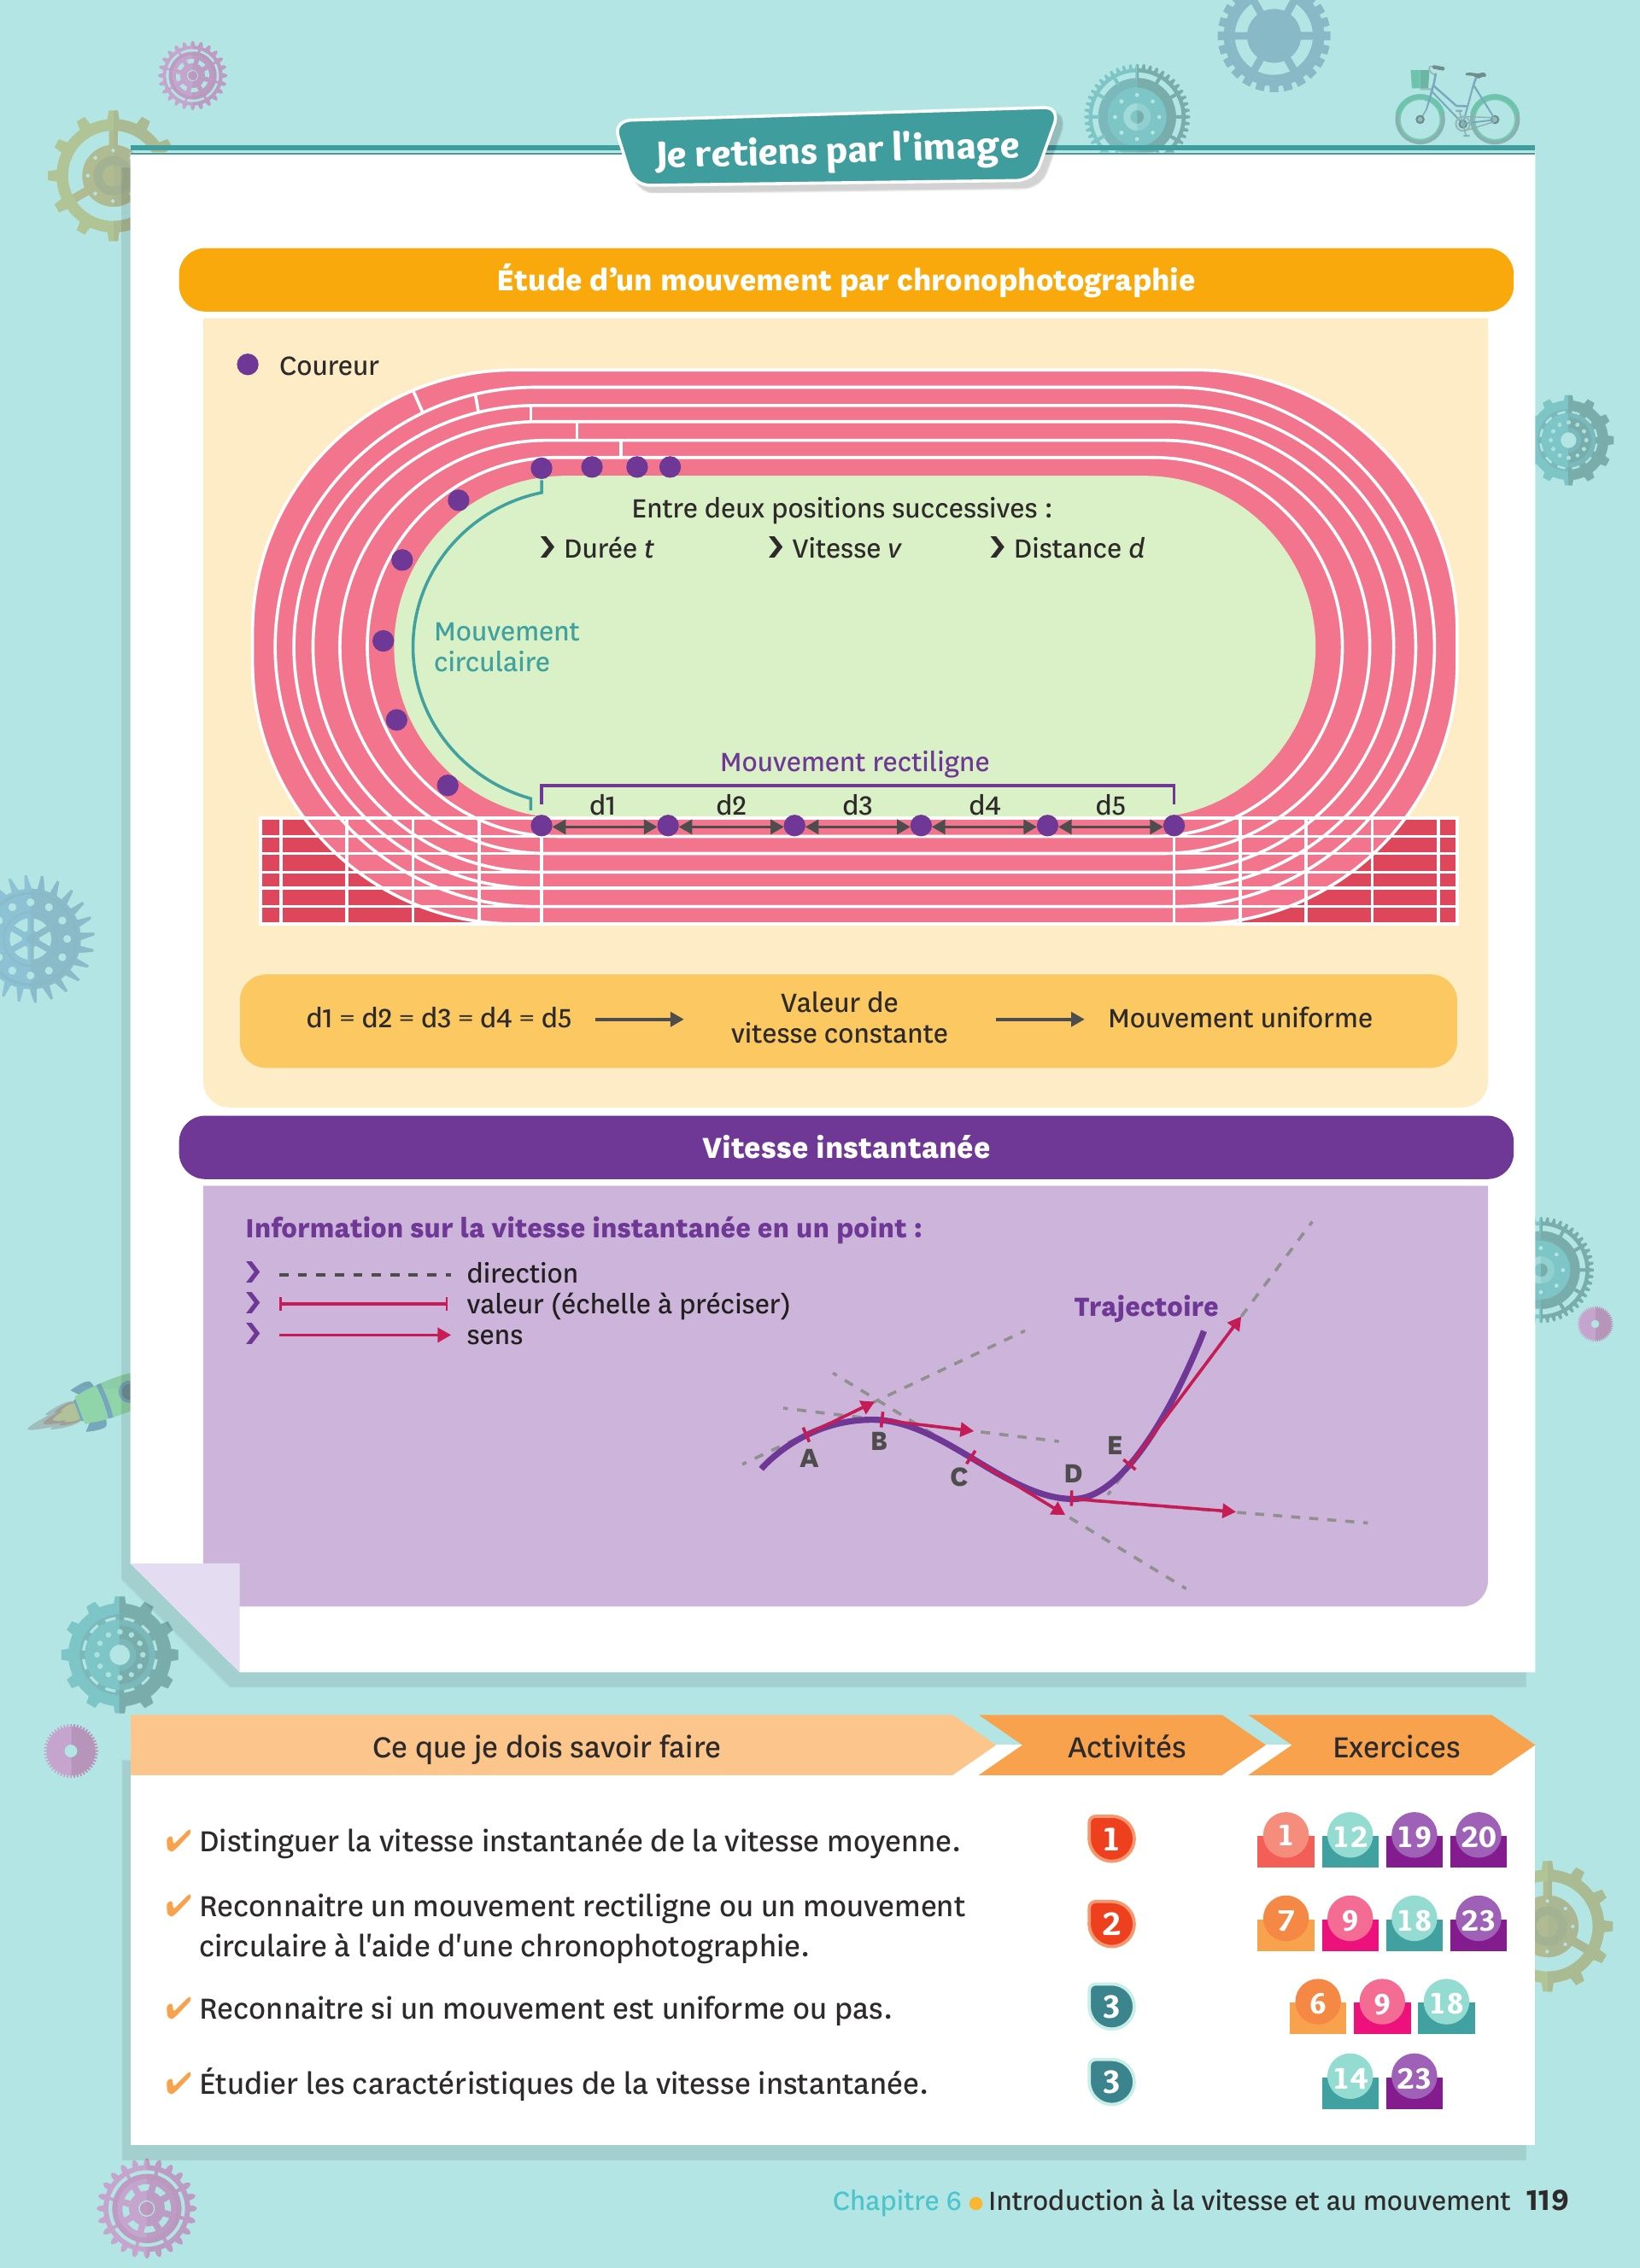 Je retiens par l'image
Étude d’un mouvement par chronophotographie
Coureur
Entre deux positions successives :
❯ Durée t ❯ Vitesse v ❯ Distance d
Mouvement
circulaire
Mouvement rectiligne
d1 d2 d3 d4 d5
d1 = d2 = d3 = d4 = d5
Valeur de
vitesse constante
Mouvement uniforme
Vitesse instantanée
Information sur la vitesse instantanée en un point :
❯ direction
❯ valeur (échelle à préciser)
❯ sens
Trajectoire
A
B
C
D
E
Ce que je dois savoir faire
Activités
Exercices
✔ Distinguer la vitesse instantanée de la vitesse moyenne.
1
1 12 19 20
✔ Reconnaitre un mouvement rectiligne ou un mouvement
circulaire à l'aide d'une chronophotographie.
2
7 9 18 23
✔ Reconnaitre si un mouvement est uniforme ou pas.
3
6 9 18
✔ Étudier les caractéristiques de la vitesse instantanée.
3
14 23
Chapitre 6 ● Introduction à la vitesse et au mouvement 119